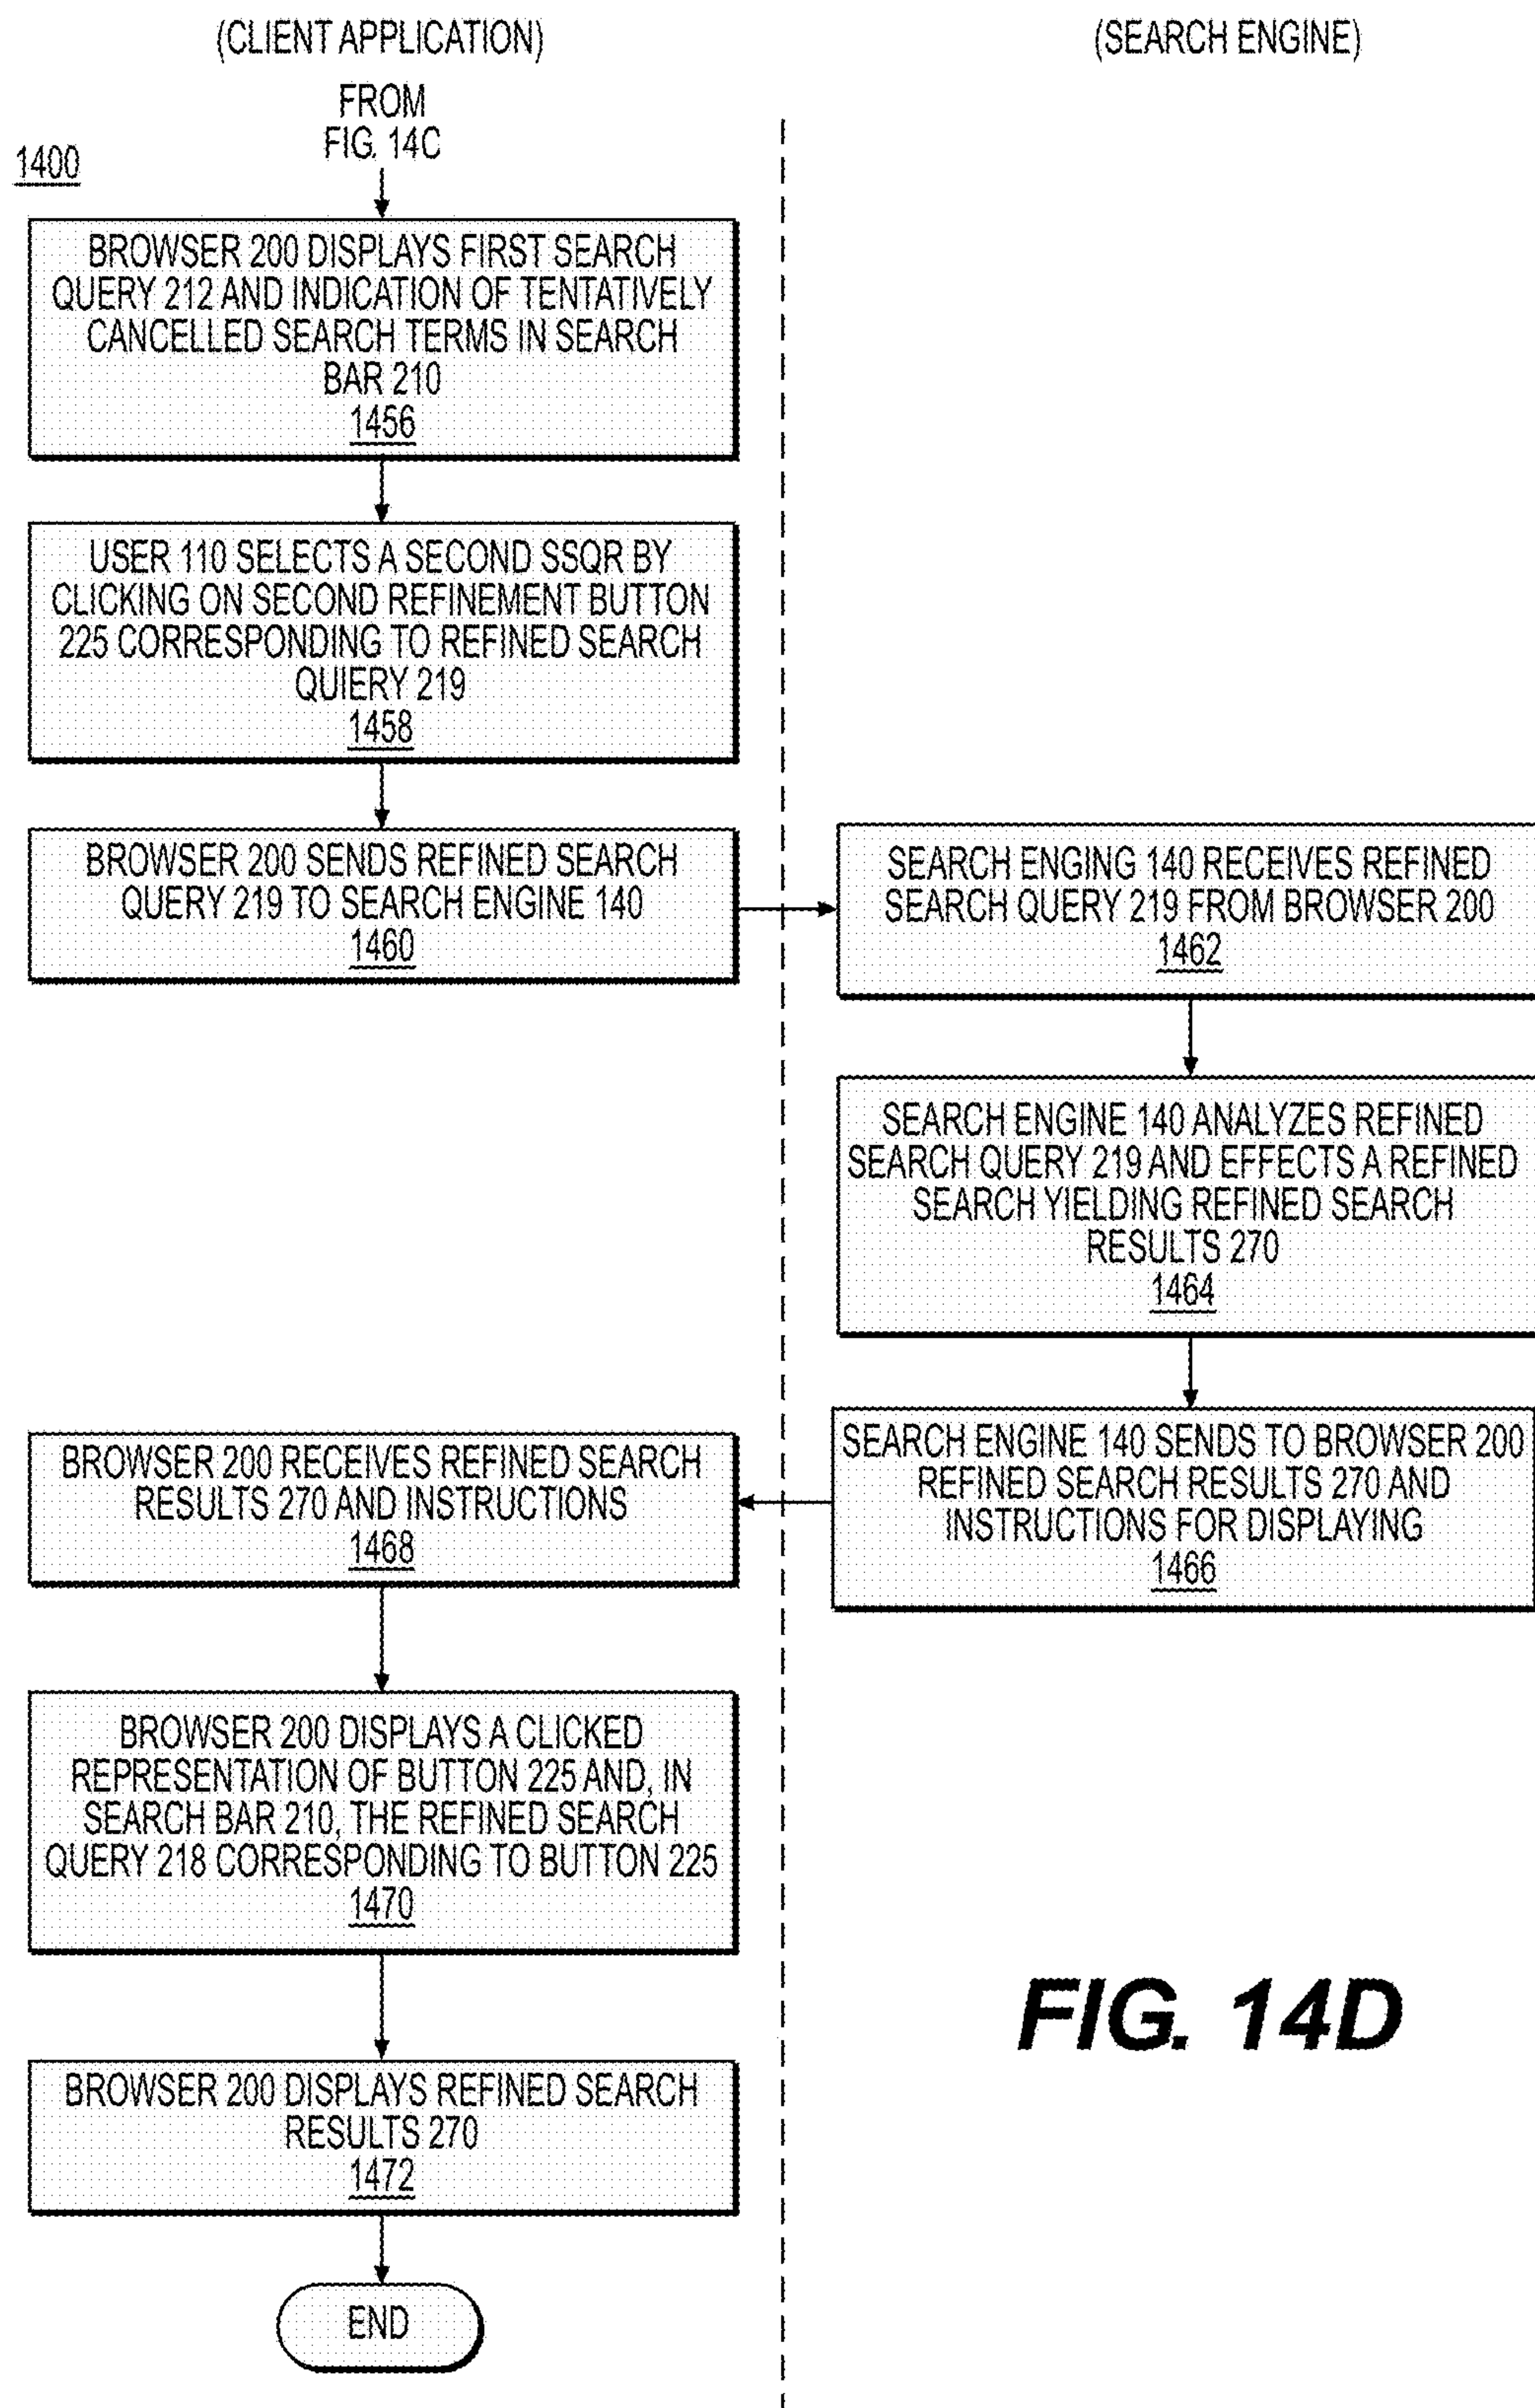 (CLIENT APPLICATION)
(SEARCH ENGINE)
FROM
FIG. 14C
1400
BROWSER 200 DISPLAYS FIRST SEARCH
QUERY 212 AND INDICATION OF TENTATIVELY
CANCELLED SEARCH TERMS IN SEARCH
BAR 210
1456
USER 110 SELECTS A SECOND SSQR BY
CLICKING ON SECOND REFINEMENT BUTTON
225 CORRESPONDING TO REFINED SEARCH
QUIERY 219
1458
BROWSER 200 SENDS REFINED SEARCH
QUERY 219 TO SEARCH ENGINE 140
1460
SEARCH ENGING 140 RECEIVES REFINED
SEARCH QUERY 219 FROM BROWSER 200
1462
SEARCH ENGINE 140 ANALYZES REFINED
SEARCH QUERY 219 AND EFFECTS A REFINED
SEARCH YIELDING REFINED SEARCH
RESULTS 270
1464
SEARCH ENGINE 140 SENDS TO BROWSER 200
REFINED SEARCH RESULTS 270 AND
INSTRUCTIONS FOR DISPLAYING
1466
BROWSER 200 RECEIVES REFINED SEARCH
RESULTS 270 AND INSTRUCTIONS
1468
BROWSER 200 DISPLAYS A CLICKED
REPRESENTATION OF BUTTON 225 AND, IN
SEARCH BAR 210, THE REFINED SEARCH
QUERY 218 CORRESPONDING TO BUTTON 225
1470
BROWSER 200 DISPLAYS REFINED SEARCH
RESULTS 270
1472
END
FIG. 14D